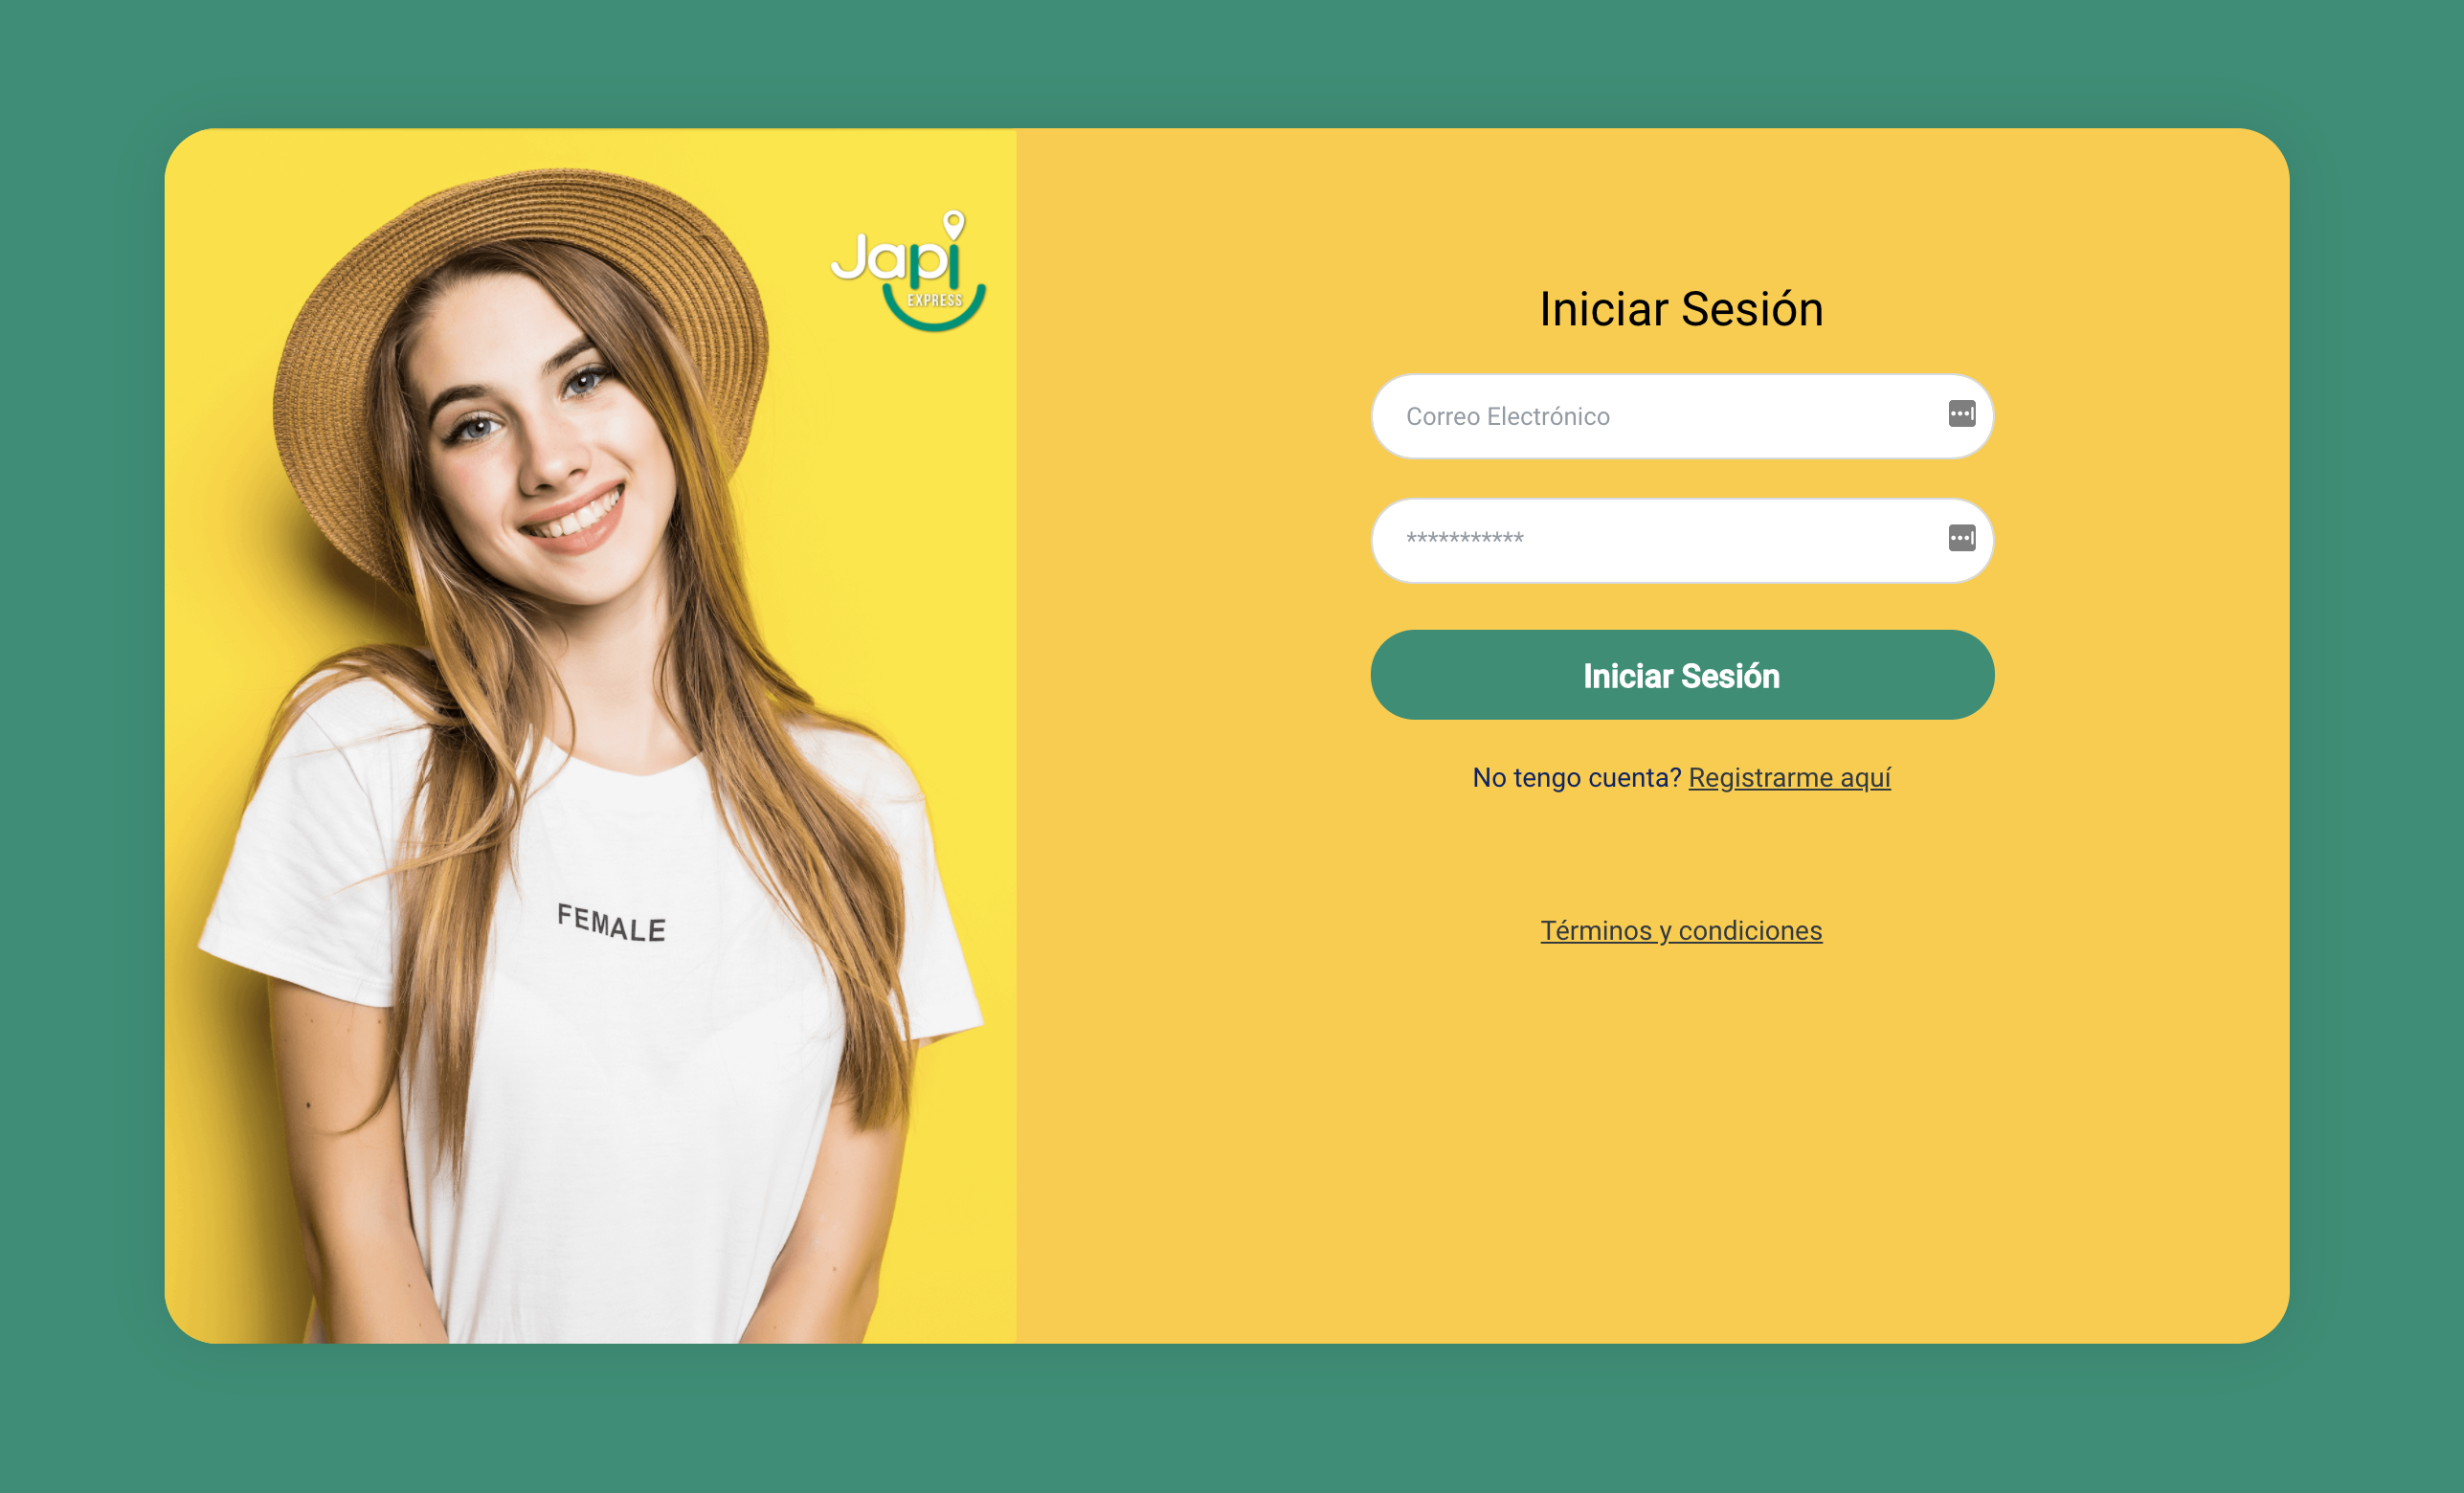 Japi
EXPRESS
FEMALE
Iniciar Sesión
Correo Electrónico
***********
Iniciar Sesión
No tengo cuenta? Registrarme aquí
Términos y condiciones